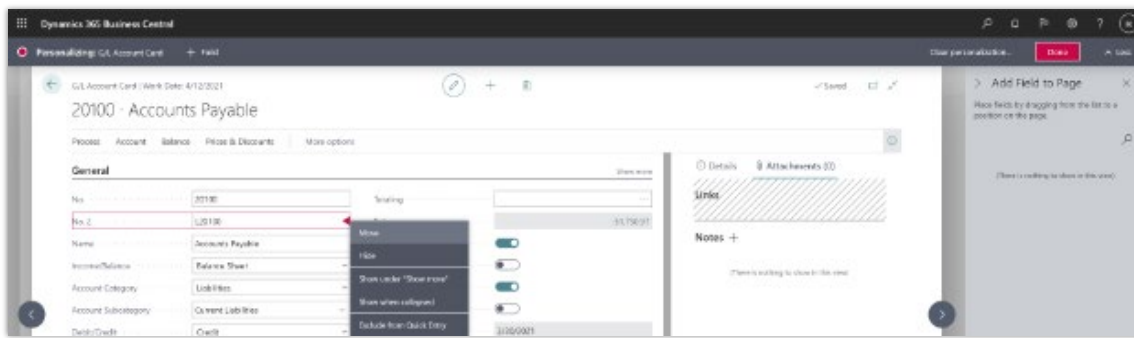 Dynamics 365 Business Central
Personalizing: G/L Account Card + Field Clear personalization... Done
G/L Account Card | Work Date: 4/12/2021 Saved
20100 · Accounts Payable
Process Account Balance Prices & Discounts More options
General Show more
No. 20100 Totaling
No. 2 L20100
Name Accounts Payable
Income/Balance Balance Sheet
Account Category Liabilities
Account Subcategory Current Liabilities
Debit/Credit Credit 3/30/2021
Move
Hide
Show under "Show more"
Show when collapsed
Exclude from Quick Entry
Details Attachments (0)
Links
Notes +
(There is nothing to show in this view)
Add Field to Page
Place fields by dragging from the list to a
position on the page.
(There is nothing to show in this view)